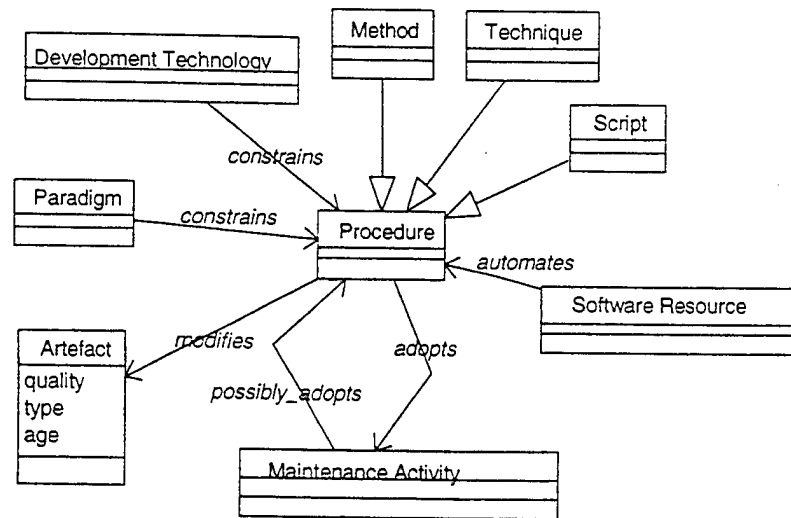 Method
Technique
Development Technology
Script
constrains
Paradigm
constrains
Procedure
automates
Software Resource
Artefact
modifies
adopts
quality
possibly_adopts
type
age
Maintenance Activity